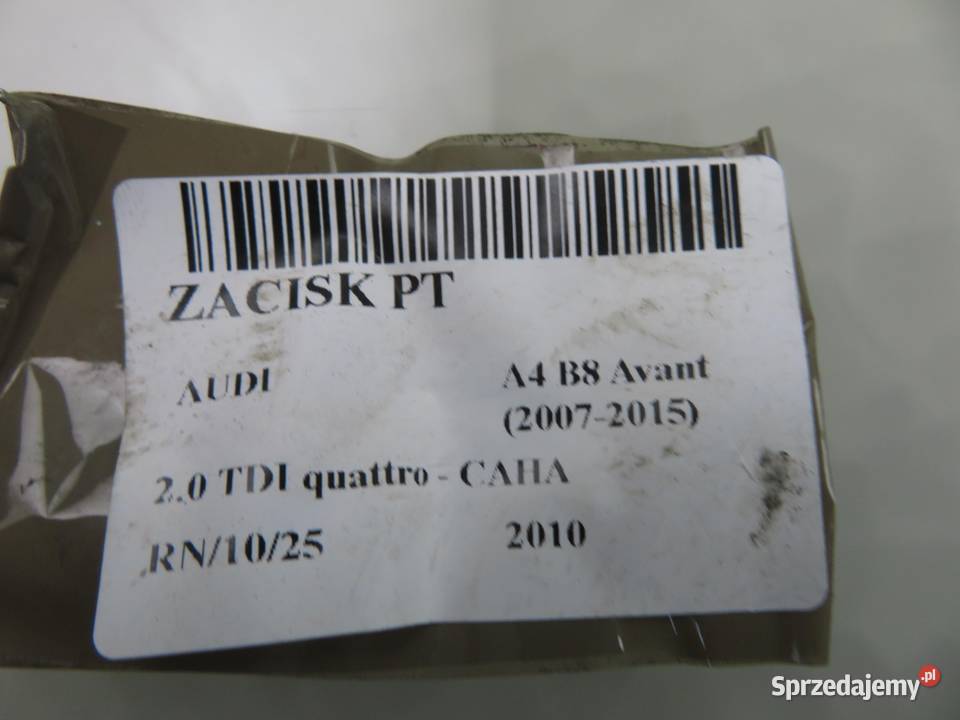 ZACISK PT
AUDI
A4 B8 Avant
(2007-2015)
2.0 TDI quattro - CAHA
RN/10/25
2010
Sprzedajemy.pl